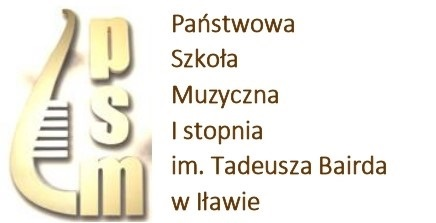 psm
Państwowa
Szkoła
Muzyczna
I stopnia
im. Tadeusza Bairda
w Iławie